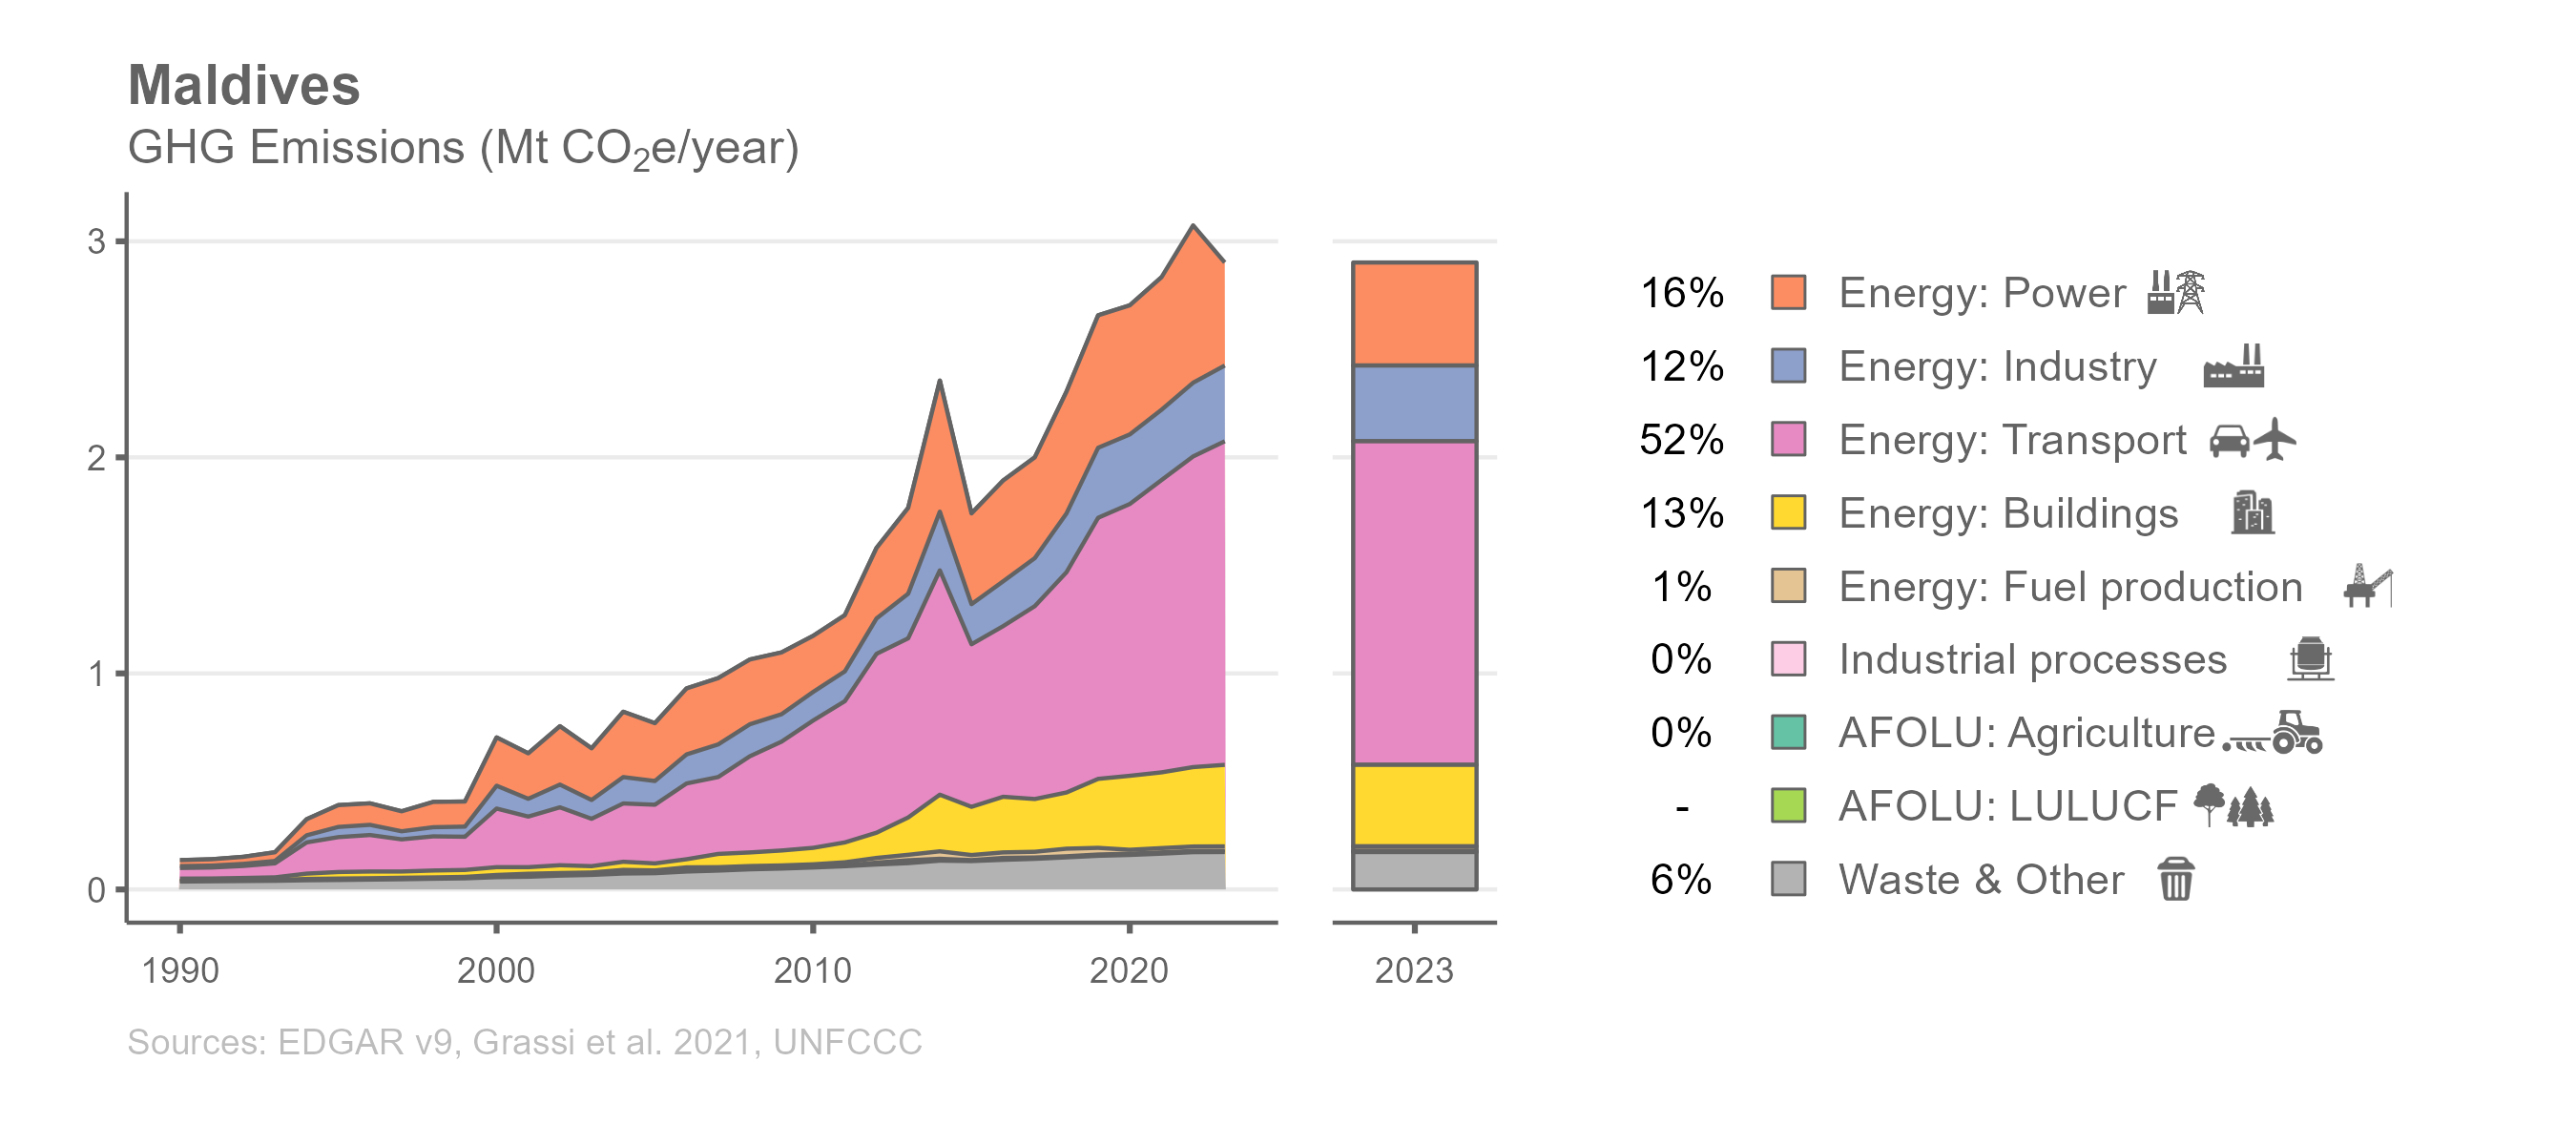 Maldives
GHG Emissions (Mt CO₂e/year)
3
2
1
0
1990
2000
2010
2020
2023
16% Energy: Power
12% Energy: Industry
52% Energy: Transport
13% Energy: Buildings
1% Energy: Fuel production
0% Industrial processes
0% AFOLU: Agriculture
- AFOLU: LULUCF
6% Waste & Other
Sources: EDGAR v9, Grassi et al. 2021, UNFCCC